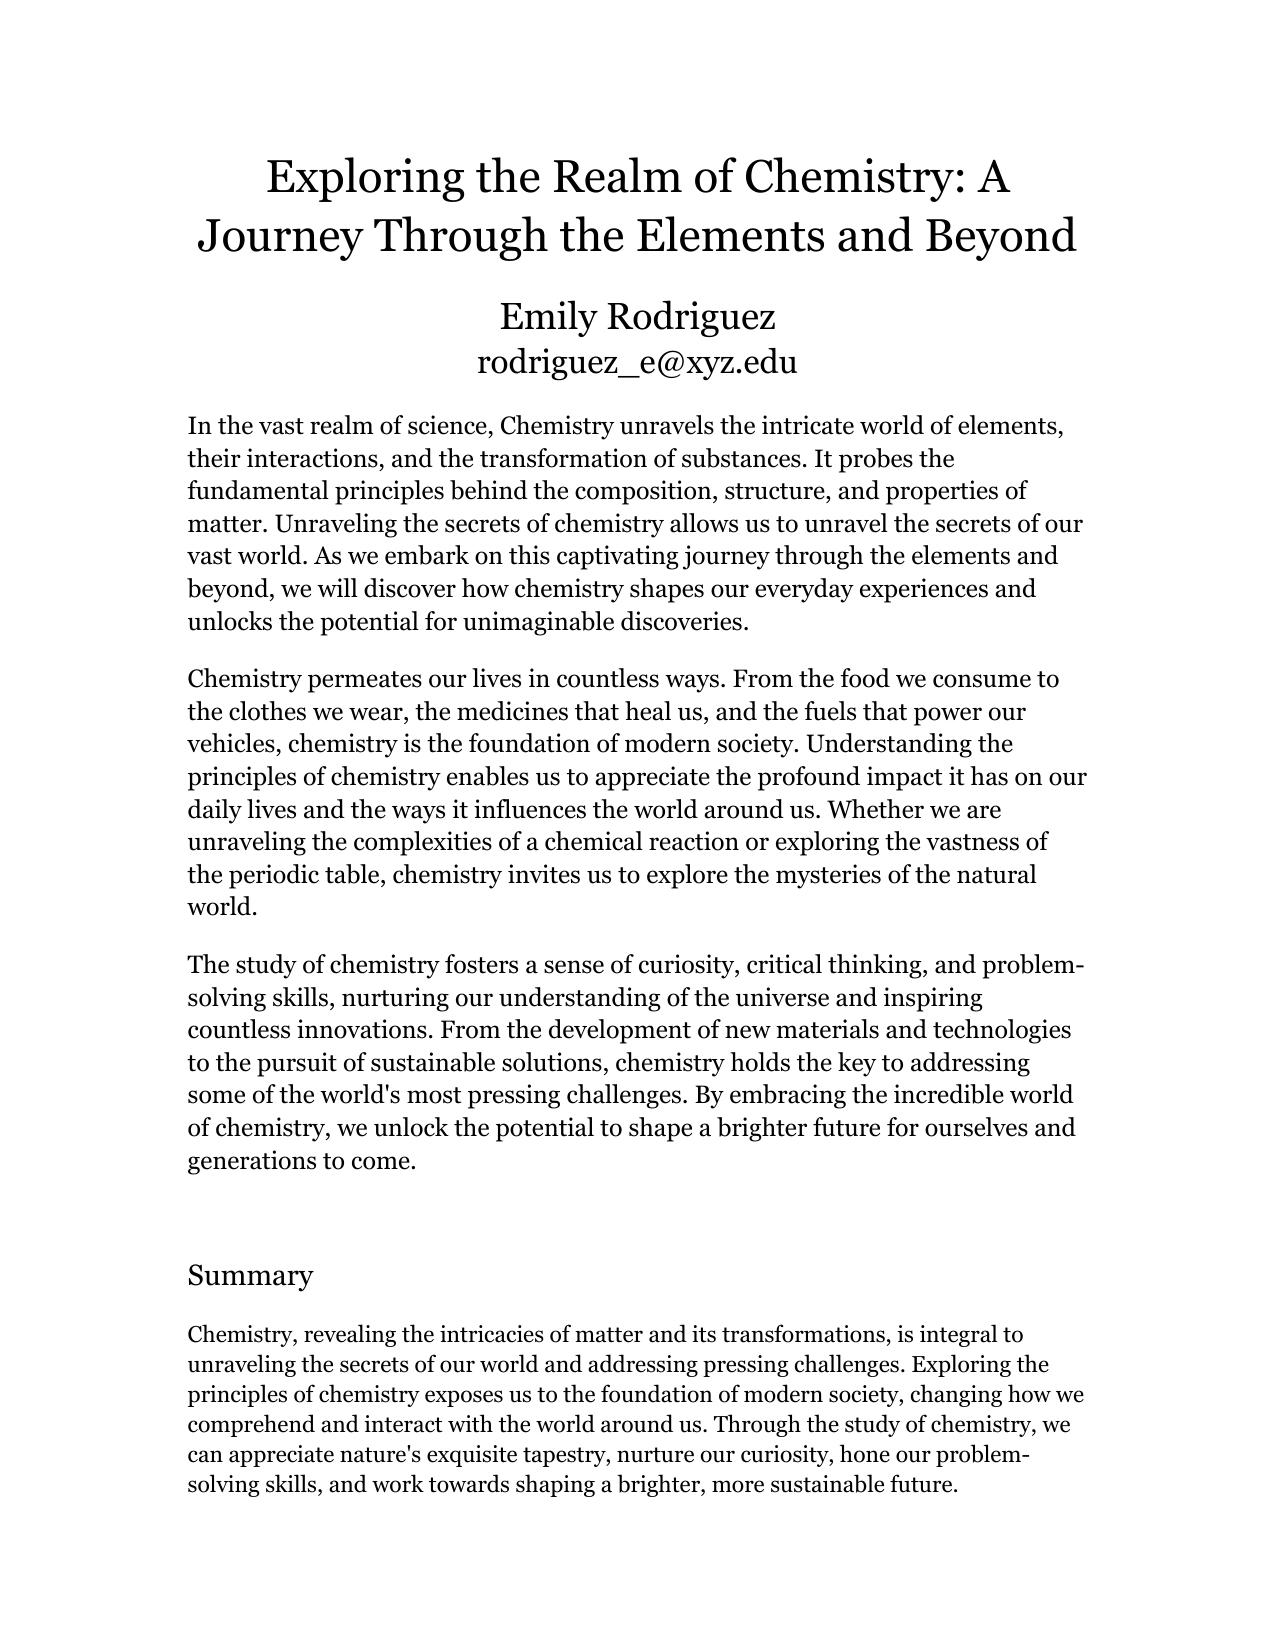 Exploring the Realm of Chemistry: A
Journey Through the Elements and Beyond
Emily Rodriguez
rodriguez_e@xyz.edu
In the vast realm of science, Chemistry unravels the intricate world of elements,
their interactions, and the transformation of substances. It probes the
fundamental principles behind the composition, structure, and properties of
matter. Unraveling the secrets of chemistry allows us to unravel the secrets of our
vast world. As we embark on this captivating journey through the elements and
beyond, we will discover how chemistry shapes our everyday experiences and
unlocks the potential for unimaginable discoveries.
Chemistry permeates our lives in countless ways. From the food we consume to
the clothes we wear, the medicines that heal us, and the fuels that power our
vehicles, chemistry is the foundation of modern society. Understanding the
principles of chemistry enables us to appreciate the profound impact it has on our
daily lives and the ways it influences the world around us. Whether we are
unraveling the complexities of a chemical reaction or exploring the vastness of
the periodic table, chemistry invites us to explore the mysteries of the natural
world.
The study of chemistry fosters a sense of curiosity, critical thinking, and problem-
solving skills, nurturing our understanding of the universe and inspiring
countless innovations. From the development of new materials and technologies
to the pursuit of sustainable solutions, chemistry holds the key to addressing
some of the world's most pressing challenges. By embracing the incredible world
of chemistry, we unlock the potential to shape a brighter future for ourselves and
generations to come.
Summary
Chemistry, revealing the intricacies of matter and its transformations, is integral to
unraveling the secrets of our world and addressing pressing challenges. Exploring the
principles of chemistry exposes us to the foundation of modern society, changing how we
comprehend and interact with the world around us. Through the study of chemistry, we
can appreciate nature's exquisite tapestry, nurture our curiosity, hone our problem-
solving skills, and work towards shaping a brighter, more sustainable future.